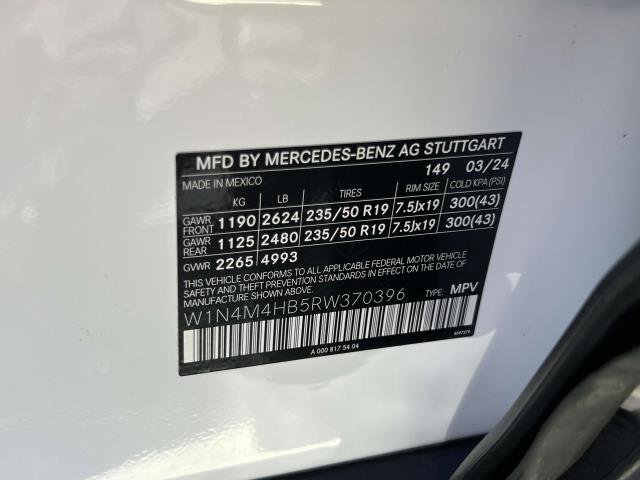 MFD BY MERCEDES-BENZ AG STUTTGART
MADE IN MEXICO 149 03/24
KG LB TIRES RIM SIZE COLD KPA (PSI)
GAWR FRONT 1190 2624 235/50 R19 7.5Jx19 300(43)
GAWR REAR 1125 2480 235/50 R19 7.5Jx19 300(43)
GVWR 2265 4993
THIS VEHICLE CONFORMS TO ALL APPLICABLE FEDERAL MOTOR VEHICLE
SAFETY BUMPER AND THEFT PREVENTION STANDARDS IN EFFECT ON THE
DATE OF MANUFACTURE SHOWN ABOVE.
W1N4M4HB5RW370396 TYPE: MPV
A 000 817 54 04